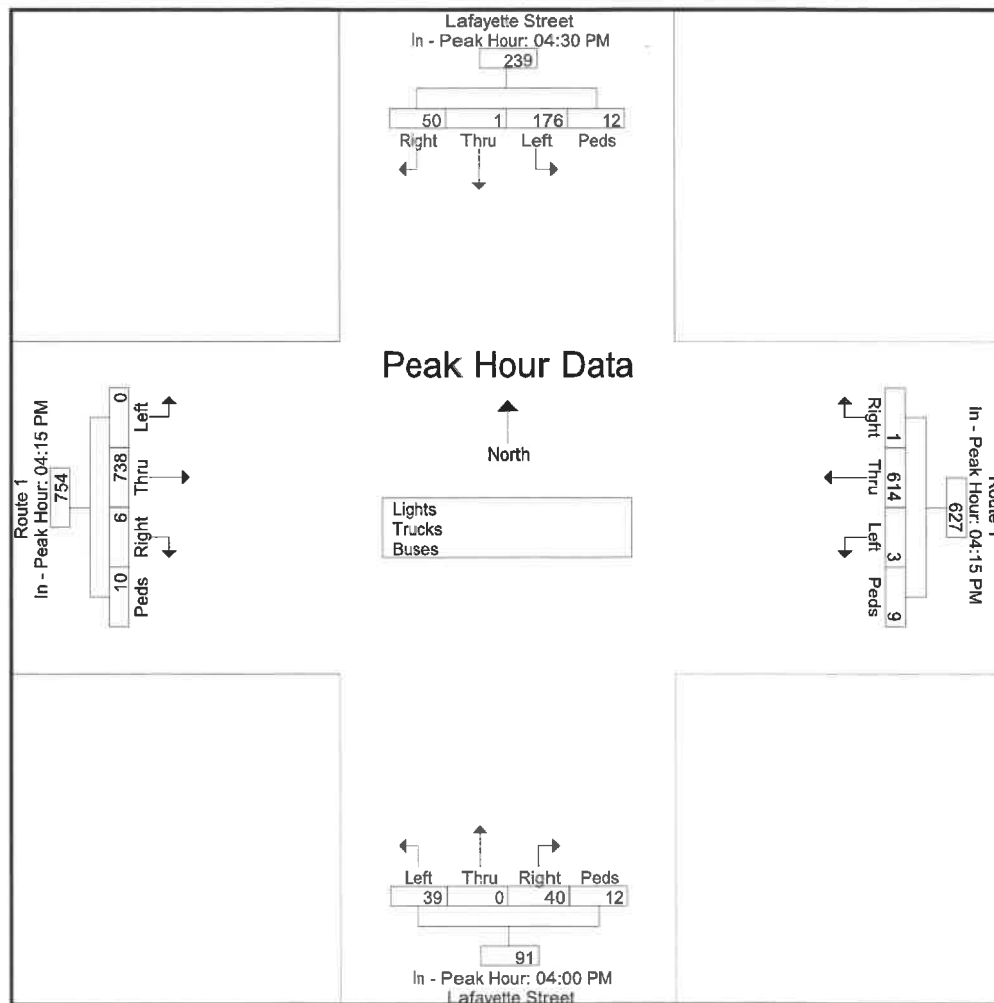 Lafayette Street
In - Peak Hour: 04:30 PM
239
50 1 176 12
Right Thru Left Peds
Peak Hour Data
North
Lights
Trucks
Buses
Route 1
In - Peak Hour: 04:15 PM
754
0 738 6 10
Left Thru Right Peds
In - Peak Hour: 04:15 PM
627
1 614 3 9
Right Thru Left Peds
Left Thru Right Peds
39 0 40 12
91
In - Peak Hour: 04:00 PM
Lafayette Street